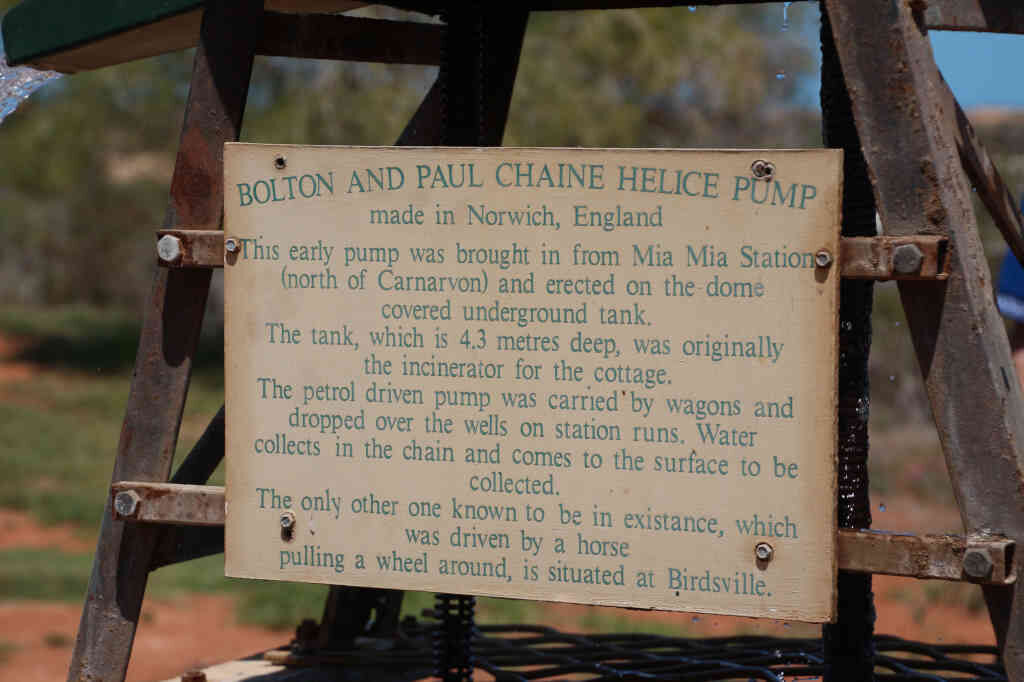 BOLTON AND PAUL CHAINE HELICE PUMP
made in Norwich, England
This early pump was brought in from Mia Mia Station
(north of Carnarvon) and erected on the dome
covered underground tank.
The tank, which is 4.3 metres deep, was originally
the incinerator for the cottage.
The petrol driven pump was carried by wagons and
dropped over the wells on station runs. Water
collects in the chain and comes to the surface to be
collected.
The only other one known to be in existance, which
was driven by a horse
pulling a wheel around, is situated at Birdsville.